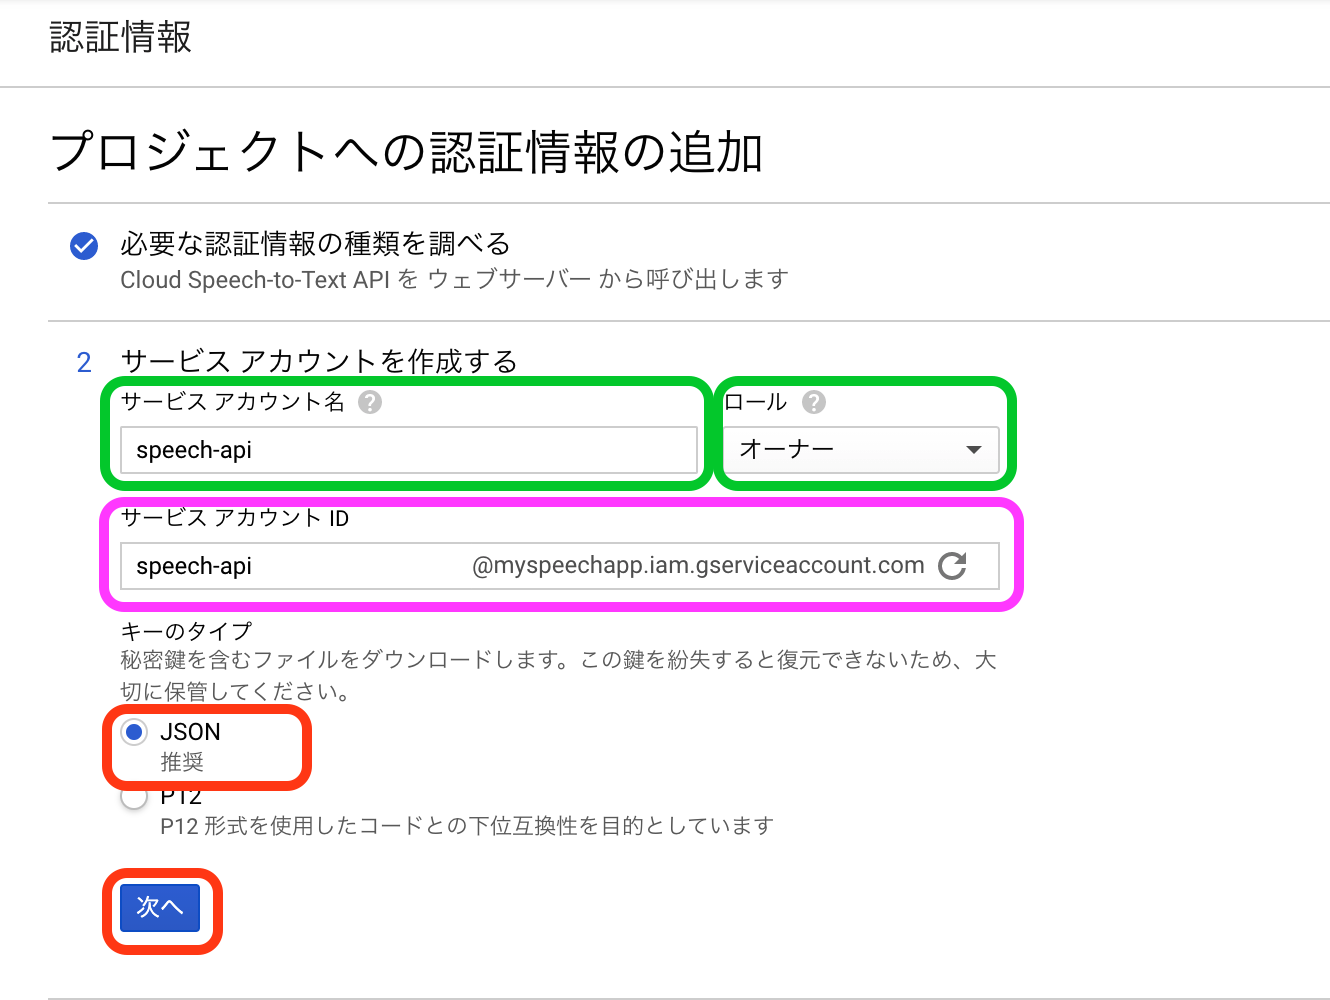 認証情報
プロジェクトへの認証情報の追加
必要な認証情報の種類を調べる
Cloud Speech-to-Text API を ウェブサーバー から呼び出します
2 サービス アカウントを作成する
サービス アカウント名 ? ロール ?
speech-api オーナー
サービス アカウント ID
speech-api @myspeechapp.iam.gserviceaccount.com
キーのタイプ
秘密鍵を含むファイルをダウンロードします。この鍵を紛失すると復元できないため、大
切に保管してください。
JSON
推奨
P12
P12 形式を使用したコードとの下位互換性を目的としています
次へ